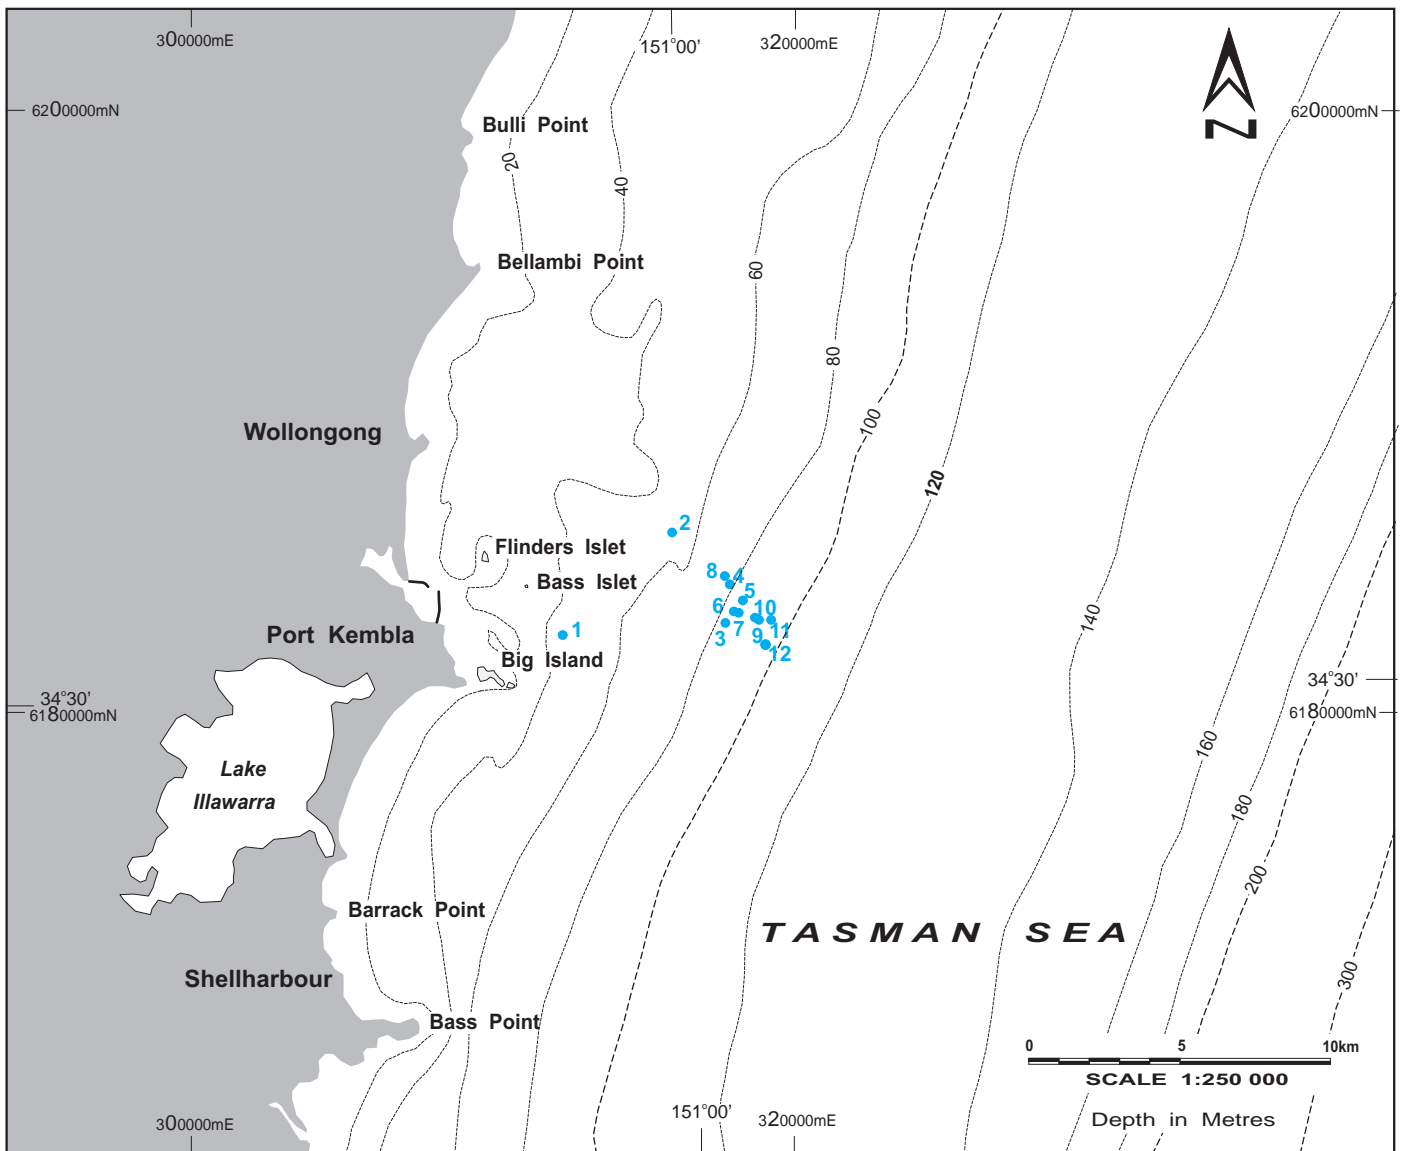 300000mE
151°00'
320000mE
6200000mN
6200000mN
N
Bulli Point
20
40
Bellambi Point
60
80
100
Wollongong
120
2
Flinders Islet
8
4
Bass Islet
5
6
10
140
Port Kembla
1
3
7
9
11
12
Big Island
34°30'
34°30'
6180000mN
6180000mN
160
Lake
Illawarra
180
200
Barrack Point
TASMAN SEA
Shellharbour
300
Bass Point
0 5 10km
SCALE 1:250 000
Depth in Metres
300000mE
151°00'
320000mE